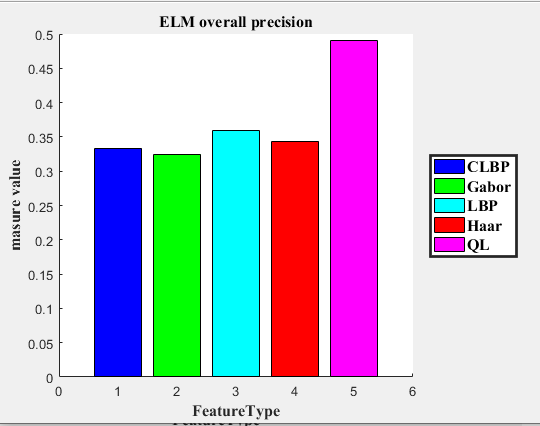 ELM overall precision
0.5
0.45
0.4
0.35
0.3
0.25
0.2
0.15
0.1
0.05
0
masure value
0 1 2 3 4 5 6
FeatureType
FeatureType
CLBP
Gabor
LBP
Haar
QL